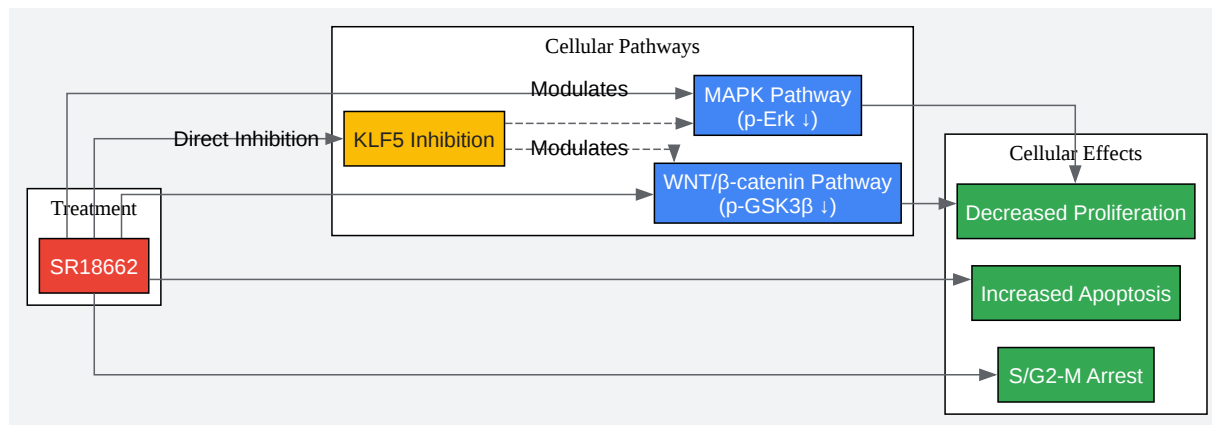 Cellular Pathways
Modulates
MAPK Pathway
(p-Erk ↓)
Direct Inhibition
KLF5 Inhibition
Modulates
WNT/β-catenin Pathway
(p-GSK3β ↓)
Cellular Effects
Decreased Proliferation
Treatment
SR18662
Increased Apoptosis
S/G2-M Arrest